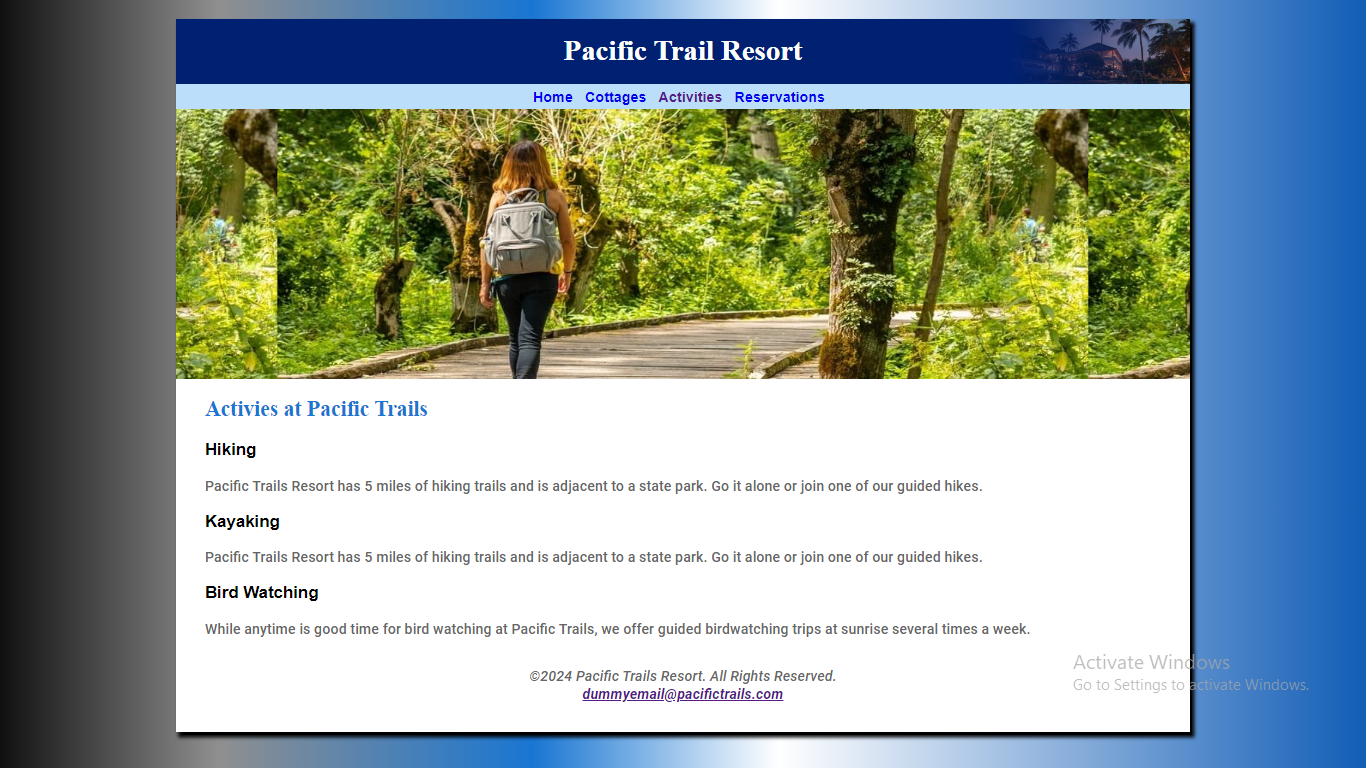 Pacific Trail Resort
Home Cottages Activities Reservations
Activies at Pacific Trails
Hiking
Pacific Trails Resort has 5 miles of hiking trails and is adjacent to a state park. Go it alone or join one of our guided hikes.
Kayaking
Pacific Trails Resort has 5 miles of hiking trails and is adjacent to a state park. Go it alone or join one of our guided hikes.
Bird Watching
While anytime is good time for bird watching at Pacific Trails, we offer guided birdwatching trips at sunrise several times a week.
©2024 Pacific Trails Resort. All Rights Reserved.
dummyemail@pacifictrails.com
Activate Windows
Go to Settings to activate Windows.